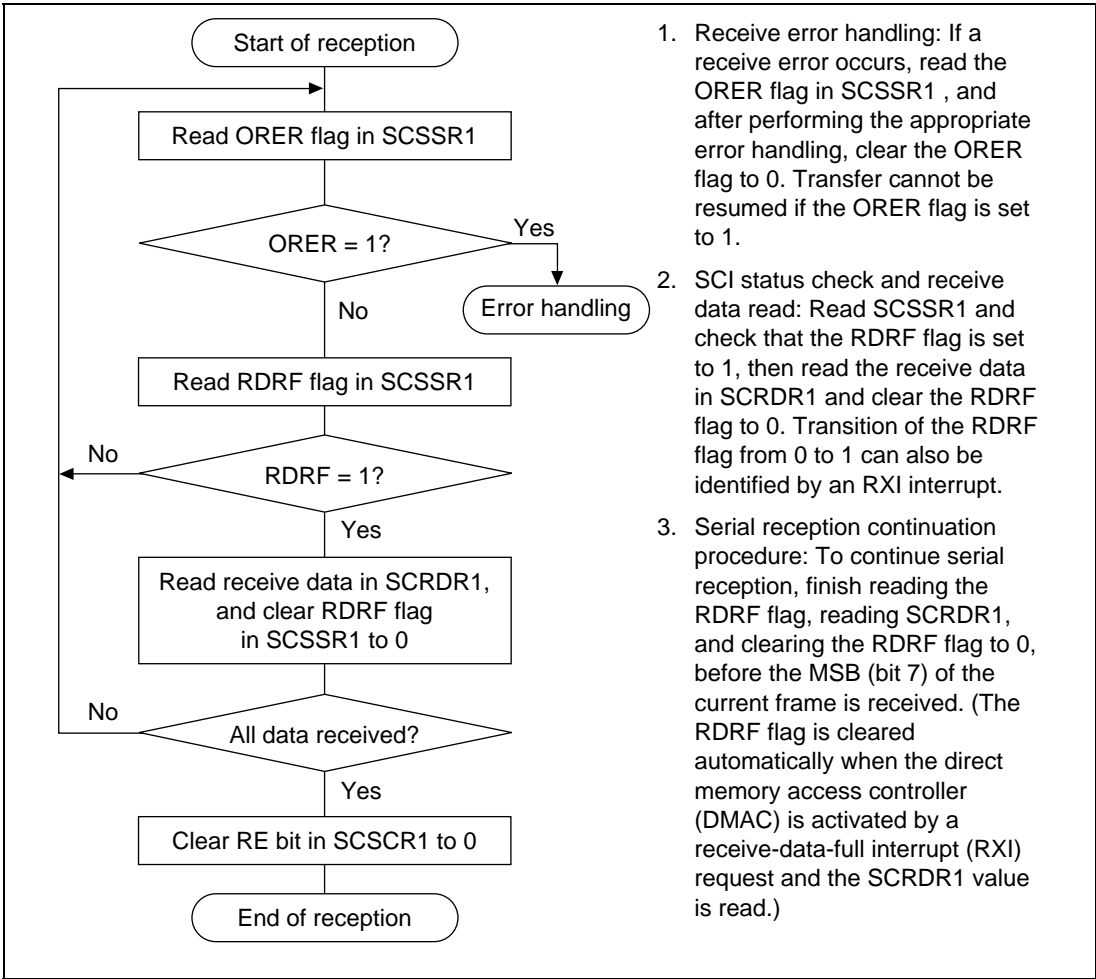 Start of reception
Read ORER flag in SCSSR1
ORER = 1?
Yes
Error handling
No
Read RDRF flag in SCSSR1
No
RDRF = 1?
Yes
Read receive data in SCRDR1,
and clear RDRF flag
in SCSSR1 to 0
No
All data received?
Yes
Clear RE bit in SCSCR1 to 0
End of reception
1. Receive error handling: If a
receive error occurs, read the
ORER flag in SCSSR1 , and
after performing the appropriate
error handling, clear the ORER
flag to 0. Transfer cannot be
resumed if the ORER flag is set
to 1.
2. SCI status check and receive
data read: Read SCSSR1 and
check that the RDRF flag is set
to 1, then read the receive data
in SCRDR1 and clear the RDRF
flag to 0. Transition of the RDRF
flag from 0 to 1 can also be
identified by an RXI interrupt.
3. Serial reception continuation
procedure: To continue serial
reception, finish reading the
RDRF flag, reading SCRDR1,
and clearing the RDRF flag to 0,
before the MSB (bit 7) of the
current frame is received. (The
RDRF flag is cleared
automatically when the direct
memory access controller
(DMAC) is activated by a
receive-data-full interrupt (RXI)
request and the SCRDR1 value
is read.)